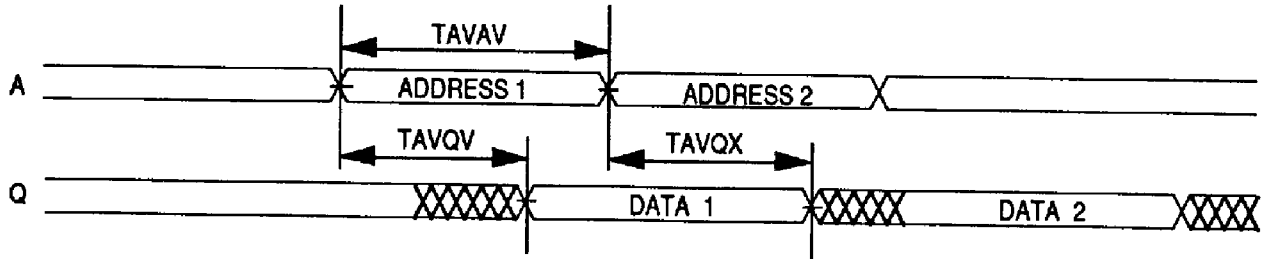 TAVAV
A ADDRESS 1 ADDRESS 2
TAVQV TAVQX
Q DATA 1 DATA 2